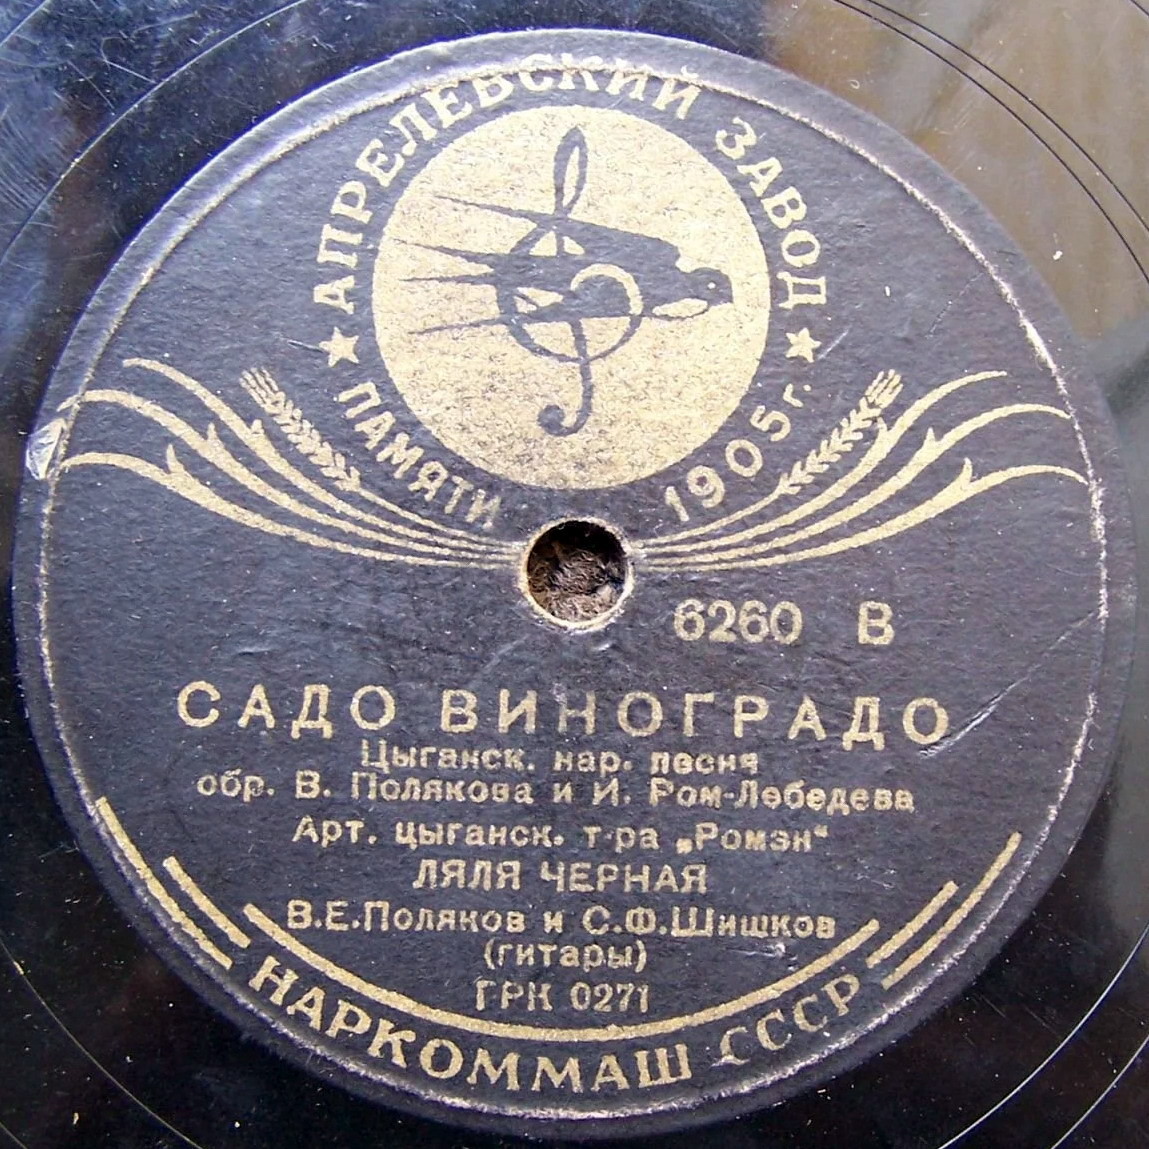 АПРЕЛЕВСКИЙ ЗАВОД
★ ПАМЯТИ 1905 г. ★
6260 В
САДО ВИНОГРАДО
Цыганск. нар. песня
обр. В. Полякова и И. Ром-Лебедева
Арт. цыганск. т-ра „Ромэн“
ЛЯЛЯ ЧЕРНАЯ
В.Е.Поляков и С.Ф.Шишков
(гитары)
ГРК 0271
НАРКОММАШ СССР